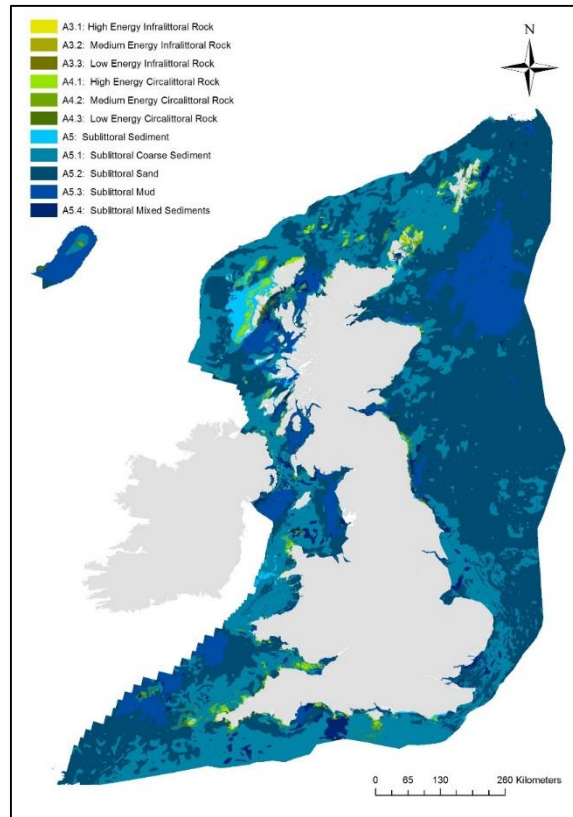 A3.1: High Energy Infralittoral Rock
A3.2: Medium Energy Infralittoral Rock
A3.3: Low Energy Infralittoral Rock
A4.1: High Energy Circalittoral Rock
A4.2: Medium Energy Circalittoral Rock
A4.3: Low Energy Circalittoral Rock
A5: Sublittoral Sediment
A5.1: Sublittoral Coarse Sediment
A5.2: Sublittoral Sand
A5.3: Sublittoral Mud
A5.4: Sublittoral Mixed Sediments
N
0 65 130 260 Kilometers